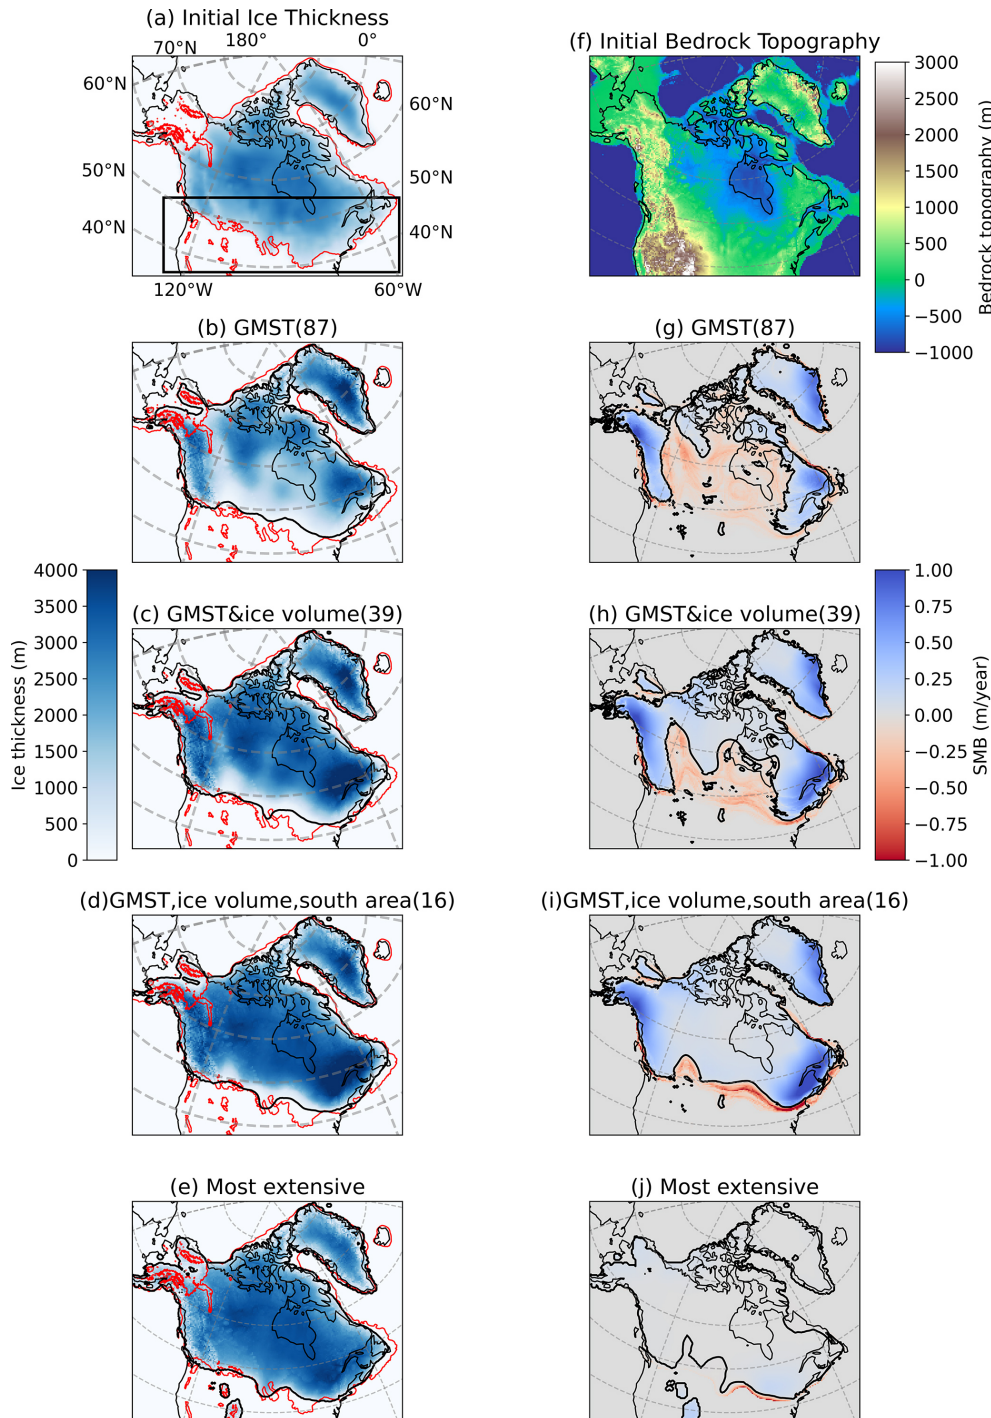 (a) Initial Ice Thickness
70°N
180°
0°
60°N
60°N
50°N
50°N
40°N
40°N
120°W
60°W
(f) Initial Bedrock Topography
3000
2500
2000
1500
1000
500
0
−500
−1000
Bedrock topography (m)
(b) GMST(87)
(g) GMST(87)
(c) GMST&ice volume(39)
(h) GMST&ice volume(39)
4000
3500
3000
2500
2000
1500
1000
500
0
Ice thickness (m)
1.00
0.75
0.50
0.25
0.00
−0.25
−0.50
−0.75
−1.00
SMB (m/year)
(d)GMST,ice volume,south area(16)
(i)GMST,ice volume,south area(16)
(e) Most extensive
(j) Most extensive